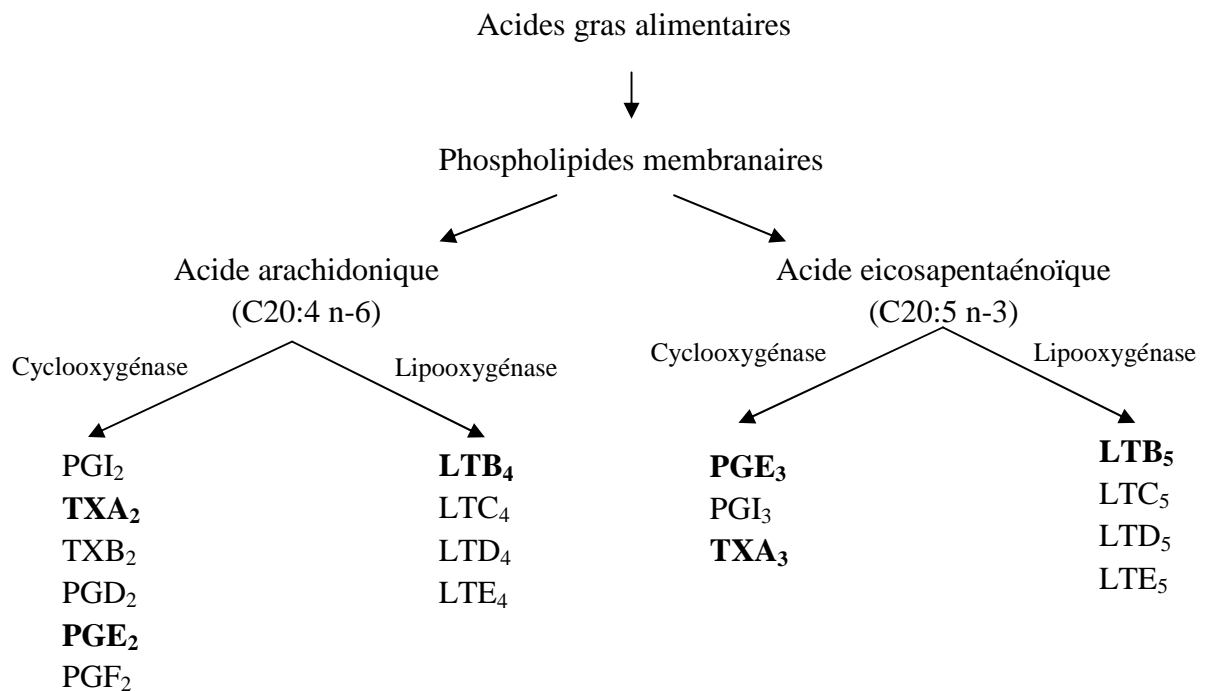 Acides gras alimentaires
Phospholipides membranaires
Acide arachidonique
(C20:4 n-6)
Acide eicosapentaénoïque
(C20:5 n-3)
Cyclooxygénase
Lipooxygénase
Cyclooxygénase
Lipooxygénase
PGI₂
TXA₂
TXB₂
PGD₂
PGE₂
PGF₂
LTB₄
LTC₄
LTD₄
LTE₄
PGE₃
PGI₃
TXA₃
LTB₅
LTC₅
LTD₅
LTE₅